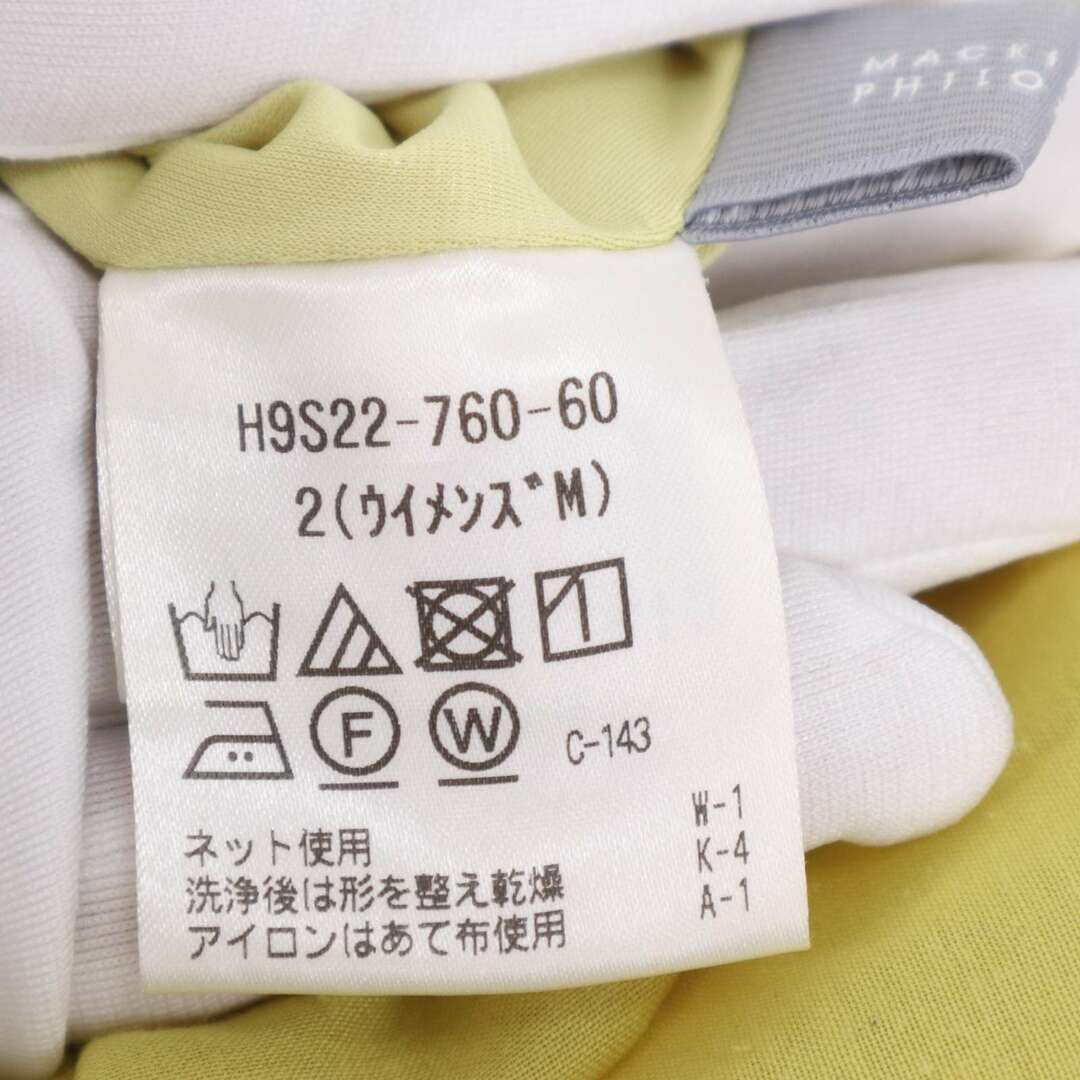 MACKI
PHILO
H9S22-760-60
2(ウイメンズM)
F W C-143
W-1
K-4
A-1
ネット使用
洗浄後は形を整え乾燥
アイロンはあて布使用